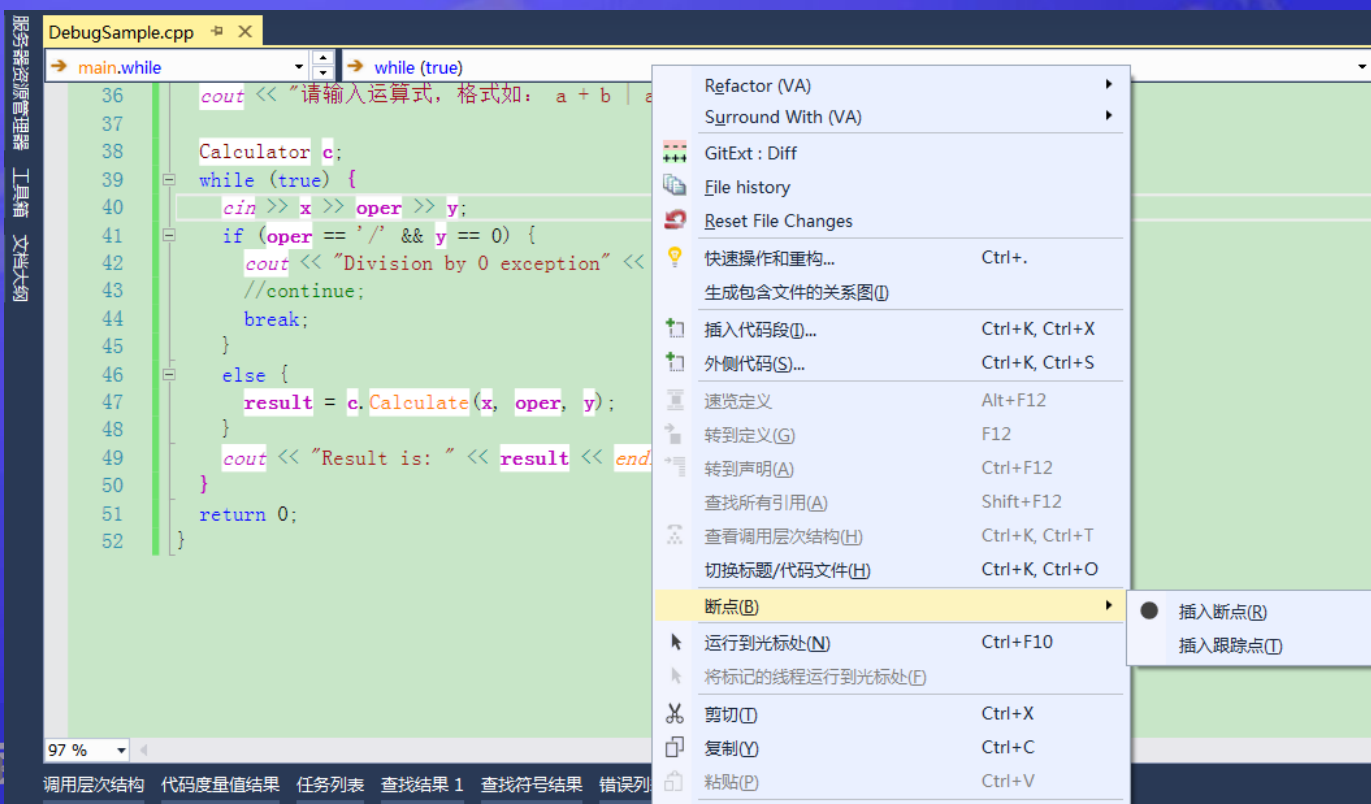 服务器资源管理器
工具箱
文档大纲
DebugSample.cpp
main.while
while (true)
36 cout << "请输入运算式，格式如： a + b | a
37
38 Calculator c;
39 while (true) {
40 cin >> x >> oper >> y;
41 if (oper == '/' && y == 0) {
42 cout << "Division by 0 exception" <<
43 //continue;
44 break;
45 }
46 else {
47 result = c.Calculate(x, oper, y);
48 }
49 cout << "Result is: " << result << end
50 }
51 return 0;
52 }
97 %
调用层次结构 代码度量值结果 任务列表 查找结果 1 查找符号结果 错误列
Refactor (VA)
Surround With (VA)
GitExt : Diff
File history
Reset File Changes
快速操作和重构... Ctrl+.
生成包含文件的关系图(I)
插入代码段(I)... Ctrl+K, Ctrl+X
外侧代码(S)... Ctrl+K, Ctrl+S
速览定义 Alt+F12
转到定义(G) F12
转到声明(A) Ctrl+F12
查找所有引用(A) Shift+F12
查看调用层次结构(H) Ctrl+K, Ctrl+T
切换标题/代码文件(H) Ctrl+K, Ctrl+O
断点(B)
运行到光标处(N) Ctrl+F10
将标记的线程运行到光标处(F)
剪切(T) Ctrl+X
复制(Y) Ctrl+C
粘贴(P) Ctrl+V
插入断点(R)
插入跟踪点(T)